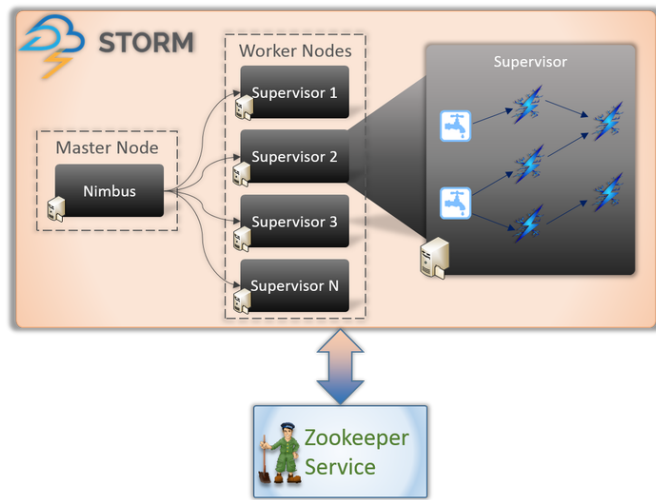 STORM
Worker Nodes
Supervisor 1
Supervisor 2
Supervisor 3
Supervisor N
Master Node
Nimbus
Supervisor
Zookeeper
Service